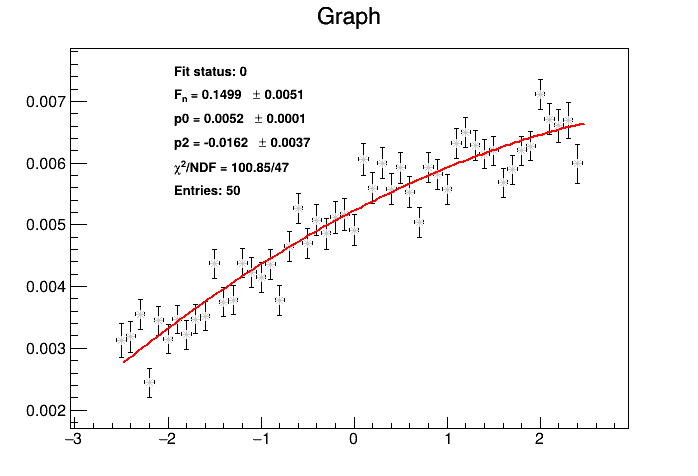 Graph
Fit status: 0
Fn = 0.1499 ± 0.0051
p0 = 0.0052 ± 0.0001
p2 = -0.0162 ± 0.0037
χ²/NDF = 100.85/47
Entries: 50
0.007
0.006
0.005
0.004
0.003
0.002
−3 −2 −1 0 1 2